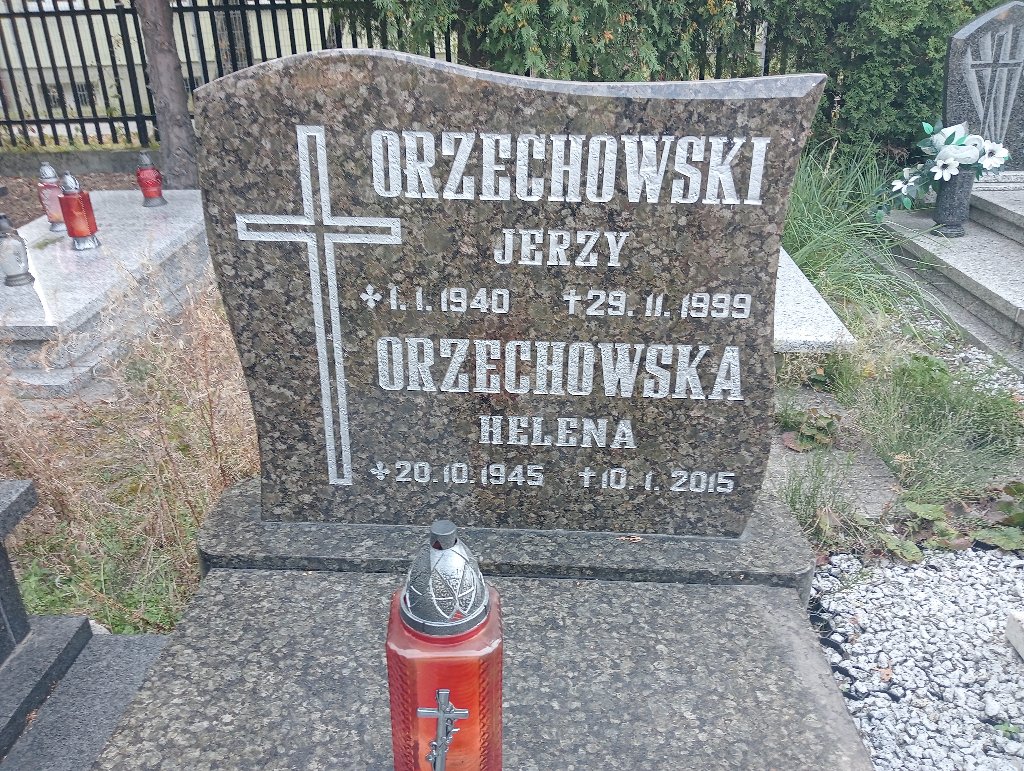 ORZECHOWSKI
JERZY
1. 1. 1940 29. 11. 1999
ORZECHOWSKA
HELENA
20. 10. 1945 10. 1. 2015